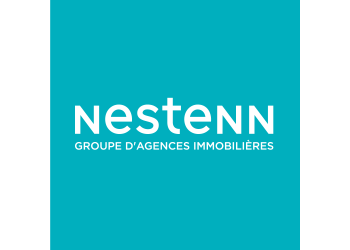 Nestenn
GROUPE D'AGENCES IMMOBILIÈRES